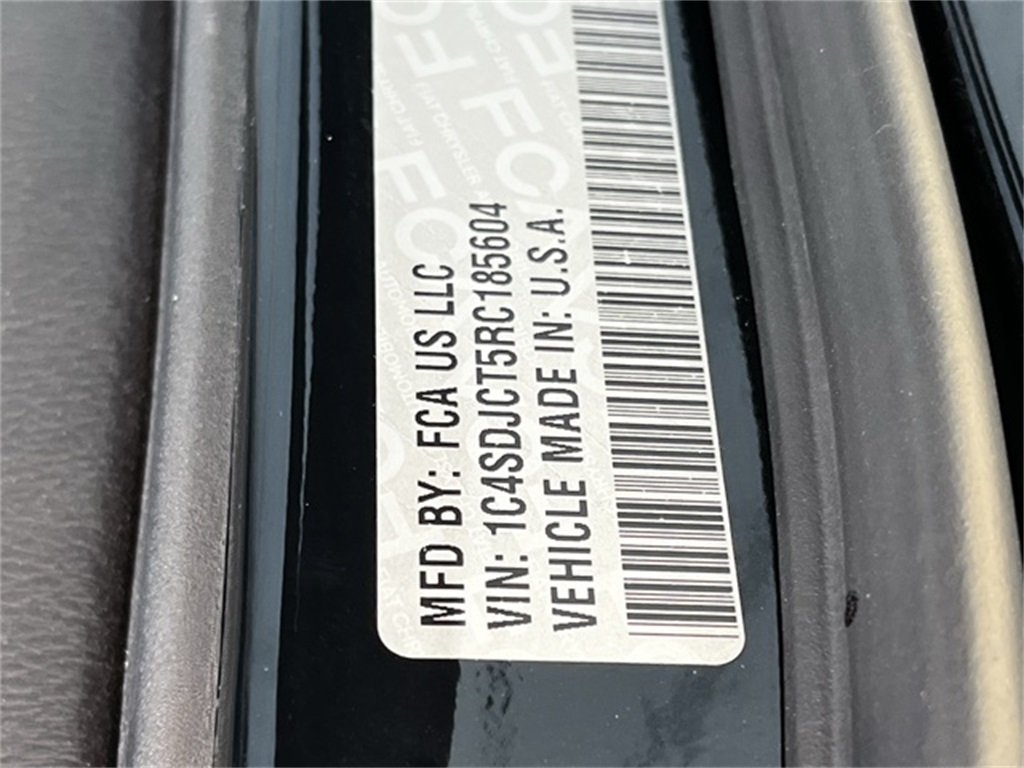 MFD BY: FCA US LLC
VIN: 1C4SDJCT5RC185604
VEHICLE MADE IN: U.S.A.